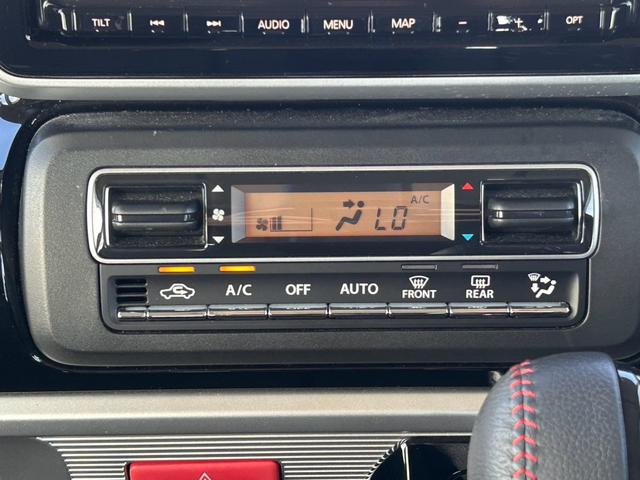 TILT AUDIO MENU MAP OPT
A/C
LO
A/C OFF AUTO FRONT REAR